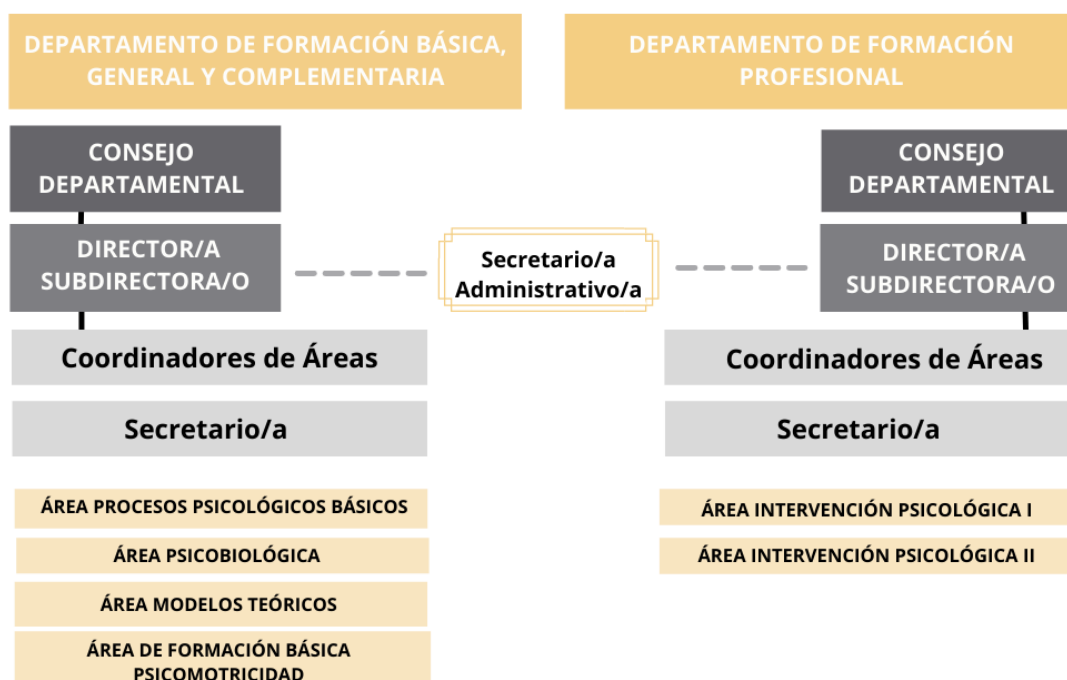 DEPARTAMENTO DE FORMACIÓN BÁSICA,
GENERAL Y COMPLEMENTARIA
CONSEJO
DEPARTAMENTAL
DIRECTOR/A
SUBDIRECTORA/O
Coordinadores de Áreas
Secretario/a
ÁREA PROCESOS PSICOLÓGICOS BÁSICOS
ÁREA PSICOBIOLÓGICA
ÁREA MODELOS TEÓRICOS
ÁREA DE FORMACIÓN BÁSICA
PSICOMOTRICIDAD
Secretario/a
Administrativo/a
DEPARTAMENTO DE FORMACIÓN
PROFESIONAL
CONSEJO
DEPARTAMENTAL
DIRECTOR/A
SUBDIRECTORA/O
Coordinadores de Áreas
Secretario/a
ÁREA INTERVENCIÓN PSICOLÓGICA I
ÁREA INTERVENCIÓN PSICOLÓGICA II